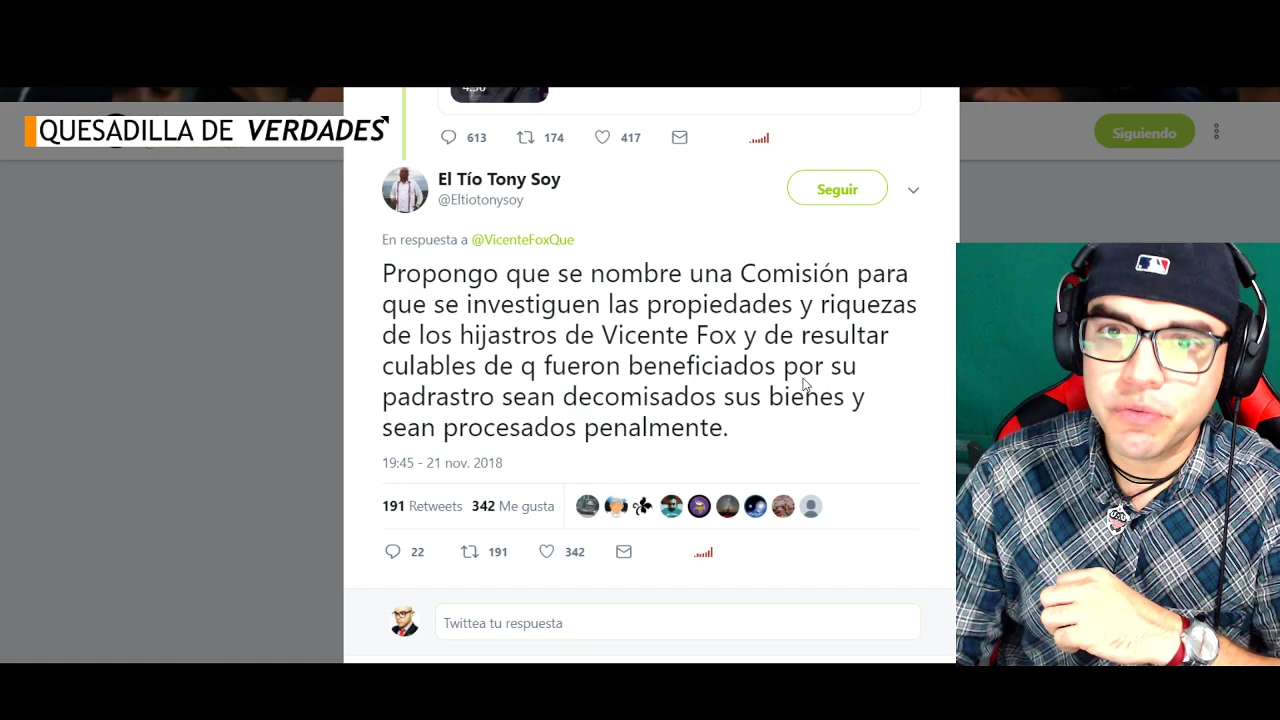 4:30
QUESADILLA DE VERDADES
Siguiendo
613 174 417
El Tío Tony Soy
@Eltiotonysoy
Seguir
En respuesta a @VicenteFoxQue
Propongo que se nombre una Comisión para
que se investiguen las propiedades y riquezas
de los hijastros de Vicente Fox y de resultar
culables de q fueron beneficiados por su
padrastro sean decomisados sus bienes y
sean procesados penalmente.
19:45 - 21 nov. 2018
191 Retweets 342 Me gusta
22 191 342
Twittea tu respuesta